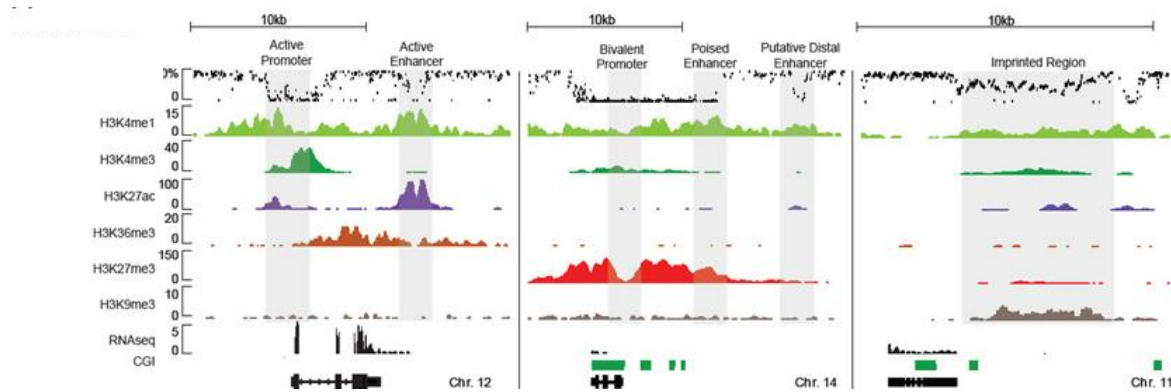 10kb 10kb 10kb
Active Promoter
Active Enhancer
Bivalent Promoter
Poised Enhancer
Putative Distal Enhancer
Imprinted Region
0%
0
H3K4me1 15 0
H3K4me3 40 0
H3K27ac 100 0
H3K36me3 20 0
H3K27me3 150 0
H3K9me3 10 0
RNAseq 5 0
CGI
Chr. 12 Chr. 14 Chr. 11